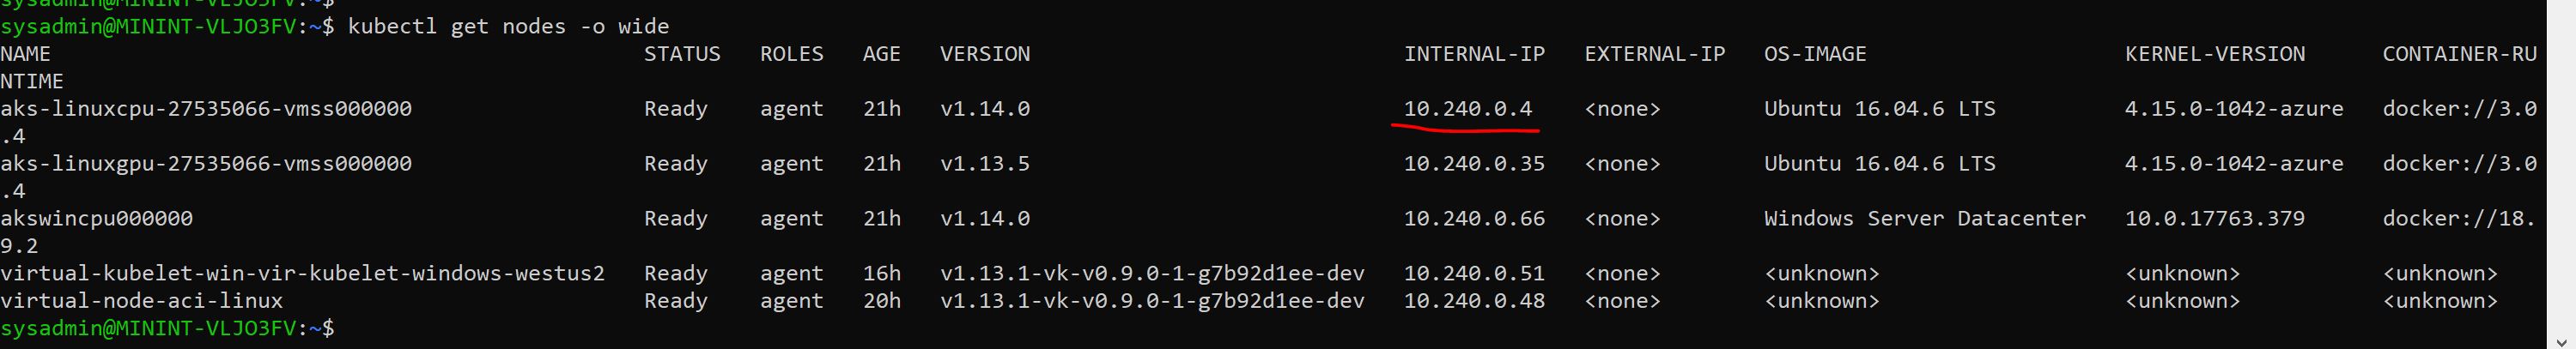 sysadmin@MININT-VLJO3FV:~$
sysadmin@MININT-VLJO3FV:~$ kubectl get nodes -o wide
NAME                                            STATUS   ROLES   AGE   VERSION                           INTERNAL-IP   EXTERNAL-IP   OS-IMAGE                    KERNEL-VERSION      CONTAINER-RU
NTIME
aks-linuxcpu-27535066-vmss000000                Ready    agent   21h   v1.14.0                           10.240.0.4    <none>        Ubuntu 16.04.6 LTS          4.15.0-1042-azure   docker://3.0
.4
aks-linuxgpu-27535066-vmss000000                Ready    agent   21h   v1.13.5                           10.240.0.35   <none>        Ubuntu 16.04.6 LTS          4.15.0-1042-azure   docker://3.0
.4
akswincpu000000                                 Ready    agent   21h   v1.14.0                           10.240.0.66   <none>        Windows Server Datacenter   10.0.17763.379      docker://18.
9.2
virtual-kubelet-win-vir-kubelet-windows-westus2   Ready    agent   16h   v1.13.1-vk-v0.9.0-1-g7b92d1ee-dev   10.240.0.51   <none>        <unknown>                   <unknown>           <unknown>
virtual-node-aci-linux                          Ready    agent   20h   v1.13.1-vk-v0.9.0-1-g7b92d1ee-dev   10.240.0.48   <none>        <unknown>                   <unknown>           <unknown>
sysadmin@MININT-VLJO3FV:~$